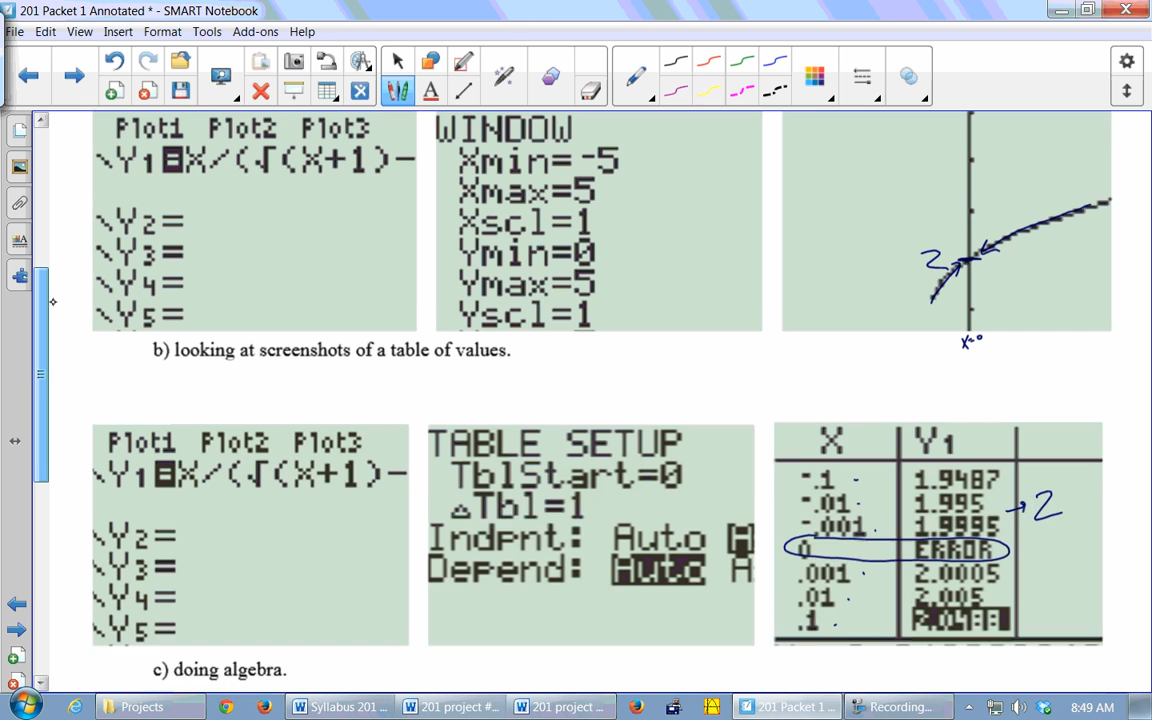 201 Packet 1 Annotated * - SMART Notebook
File Edit View Insert Format Tools Add-ons Help
Plot1 Plot2 Plot3
\Y1=X/(√(X+1)-
\Y2=
\Y3=
\Y4=
\Y5=
WINDOW
Xmin=-5
Xmax=5
Xscl=1
Ymin=0
Ymax=5
Yscl=1
2
x=0
b) looking at screenshots of a table of values.
Plot1 Plot2 Plot3
\Y1=X/(√(X+1)-
\Y2=
\Y3=
\Y4=
\Y5=
TABLE SETUP
TblStart=0
△Tbl=1
Indpnt: Auto
Depend: Auto A
X Y1
-.1 1.9487
-.01 1.995 → 2
-.001 1.9995
0 ERROR
.001 2.0005
.01 2.005
.1
c) doing algebra.
Projects
Syllabus 201 ...
201 project #...
201 project ...
201 Packet 1 ...
Recording...
8:49 AM